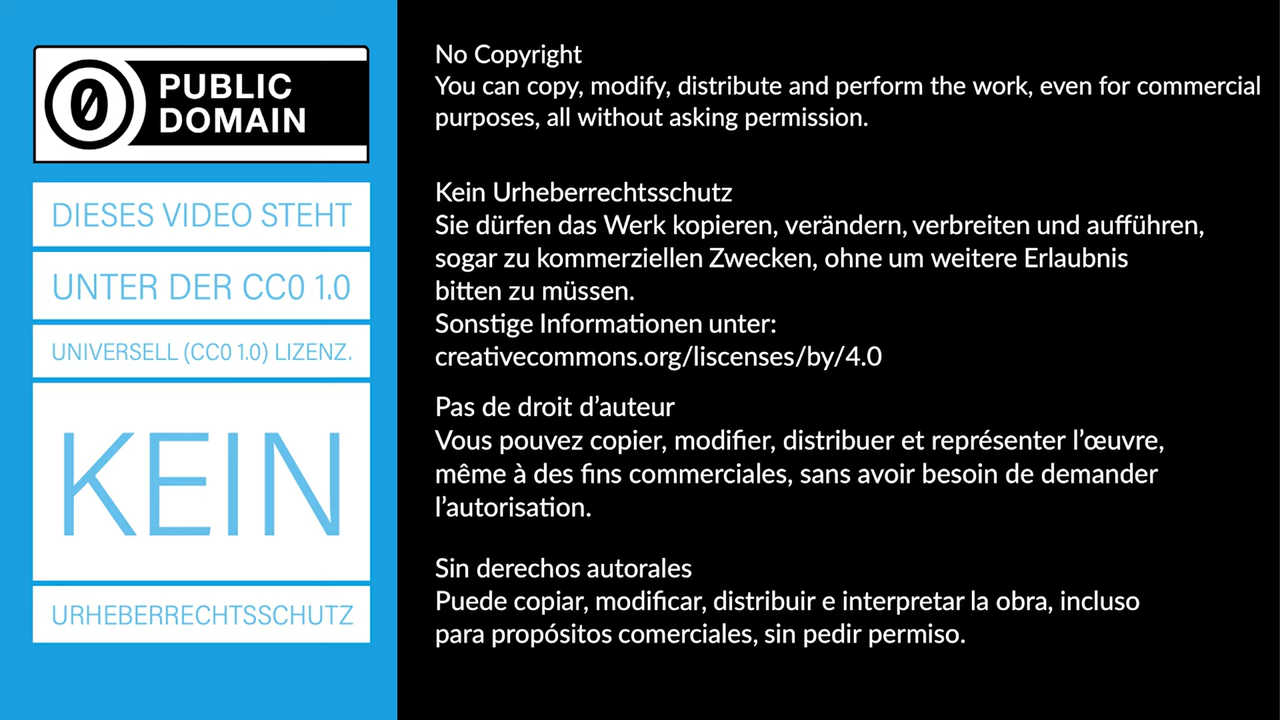 PUBLIC
DOMAIN
DIESES VIDEO STEHT
UNTER DER CC0 1.0
UNIVERSELL (CC0 1.0) LIZENZ.
KEIN
URHEBERRECHTSSCHUTZ
No Copyright
You can copy, modify, distribute and perform the work, even for commercial
purposes, all without asking permission.
Kein Urheberrechtsschutz
Sie dürfen das Werk kopieren, verändern, verbreiten und aufführen,
sogar zu kommerziellen Zwecken, ohne um weitere Erlaubnis
bitten zu müssen.
Sonstige Informationen unter:
creativecommons.org/liscenses/by/4.0
Pas de droit d’auteur
Vous pouvez copier, modifier, distribuer et représenter l’œuvre,
même à des fins commerciales, sans avoir besoin de demander
l’autorisation.
Sin derechos autorales
Puede copiar, modificar, distribuir e interpretar la obra, incluso
para propósitos comerciales, sin pedir permiso.